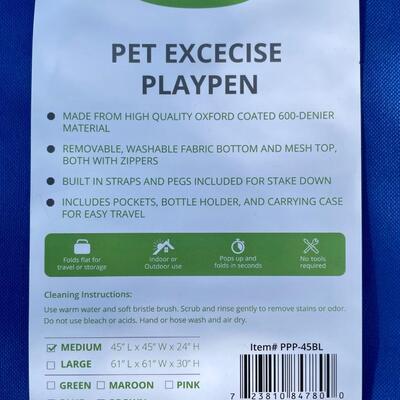 PET EXCECISE
PLAYPEN
● MADE FROM HIGH QUALITY OXFORD COATED 600-DENIER
MATERIAL
● REMOVABLE, WASHABLE FABRIC BOTTOM AND MESH TOP,
BOTH WITH ZIPPERS
● BUILT IN STRAPS AND PEGS INCLUDED FOR STAKE DOWN
● INCLUDES POCKETS, BOTTLE HOLDER, AND CARRYING CASE
FOR EASY TRAVEL
Folds flat for
travel or storage
Indoor or
Outdoor use
Pops up and
folds in seconds
No tools
required
Cleaning Instructions:
Use warm water and soft bristle brush. Scrub and rinse gently to remove stains or odor.
Do not use bleach or acids. Hand or hose wash and air dry.
☑ MEDIUM 45" L x 45" W x 24" H
☐ LARGE 61" L x 61" W x 30" H
☐ GREEN ☐ MAROON ☐ PINK
Item# PPP-45BL
7 23810 84780 0